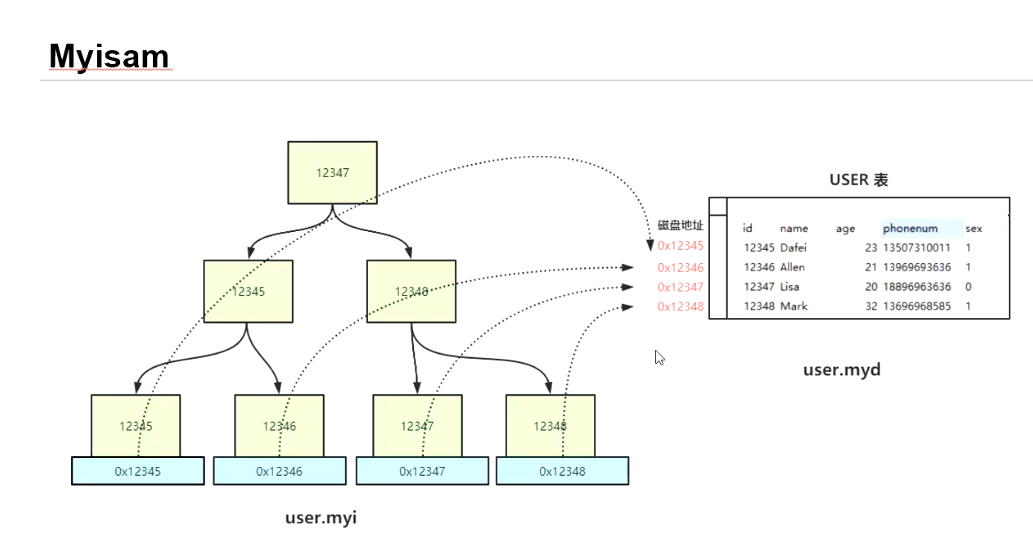 Myisam
12347
12345
12348
12345
12346
12347
12348
0x12345
0x12346
0x12347
0x12348
user.myi
USER 表
磁盘地址
0x12345
0x12346
0x12347
0x12348
id name age phonenum sex
12345 Dafei 23 13507310011 1
12346 Allen 21 13969693636 1
12347 Lisa 20 18896963636 0
12348 Mark 32 13696968585 1
user.myd